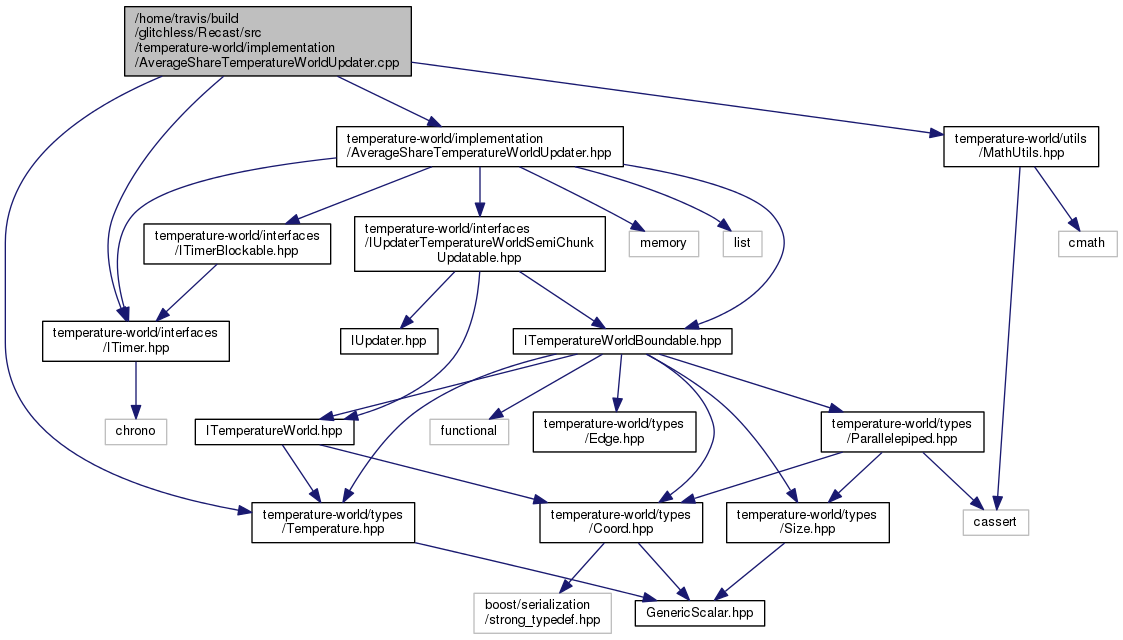 /home/travis/build
/glitchless/Recast/src
/temperature-world/implementation
/AverageShareTemperatureWorldUpdater.cpp
temperature-world/implementation
/AverageShareTemperatureWorldUpdater.hpp
temperature-world/utils
/MathUtils.hpp
temperature-world/interfaces
/ITimerBlockable.hpp
temperature-world/interfaces
/IUpdaterTemperatureWorldSemiChunk
Updatable.hpp
memory
list
cmath
temperature-world/interfaces
/ITimer.hpp
IUpdater.hpp
ITemperatureWorldBoundable.hpp
chrono
ITemperatureWorld.hpp
functional
temperature-world/types
/Edge.hpp
temperature-world/types
/Parallelepiped.hpp
temperature-world/types
/Temperature.hpp
temperature-world/types
/Coord.hpp
temperature-world/types
/Size.hpp
cassert
boost/serialization
/strong_typedef.hpp
GenericScalar.hpp